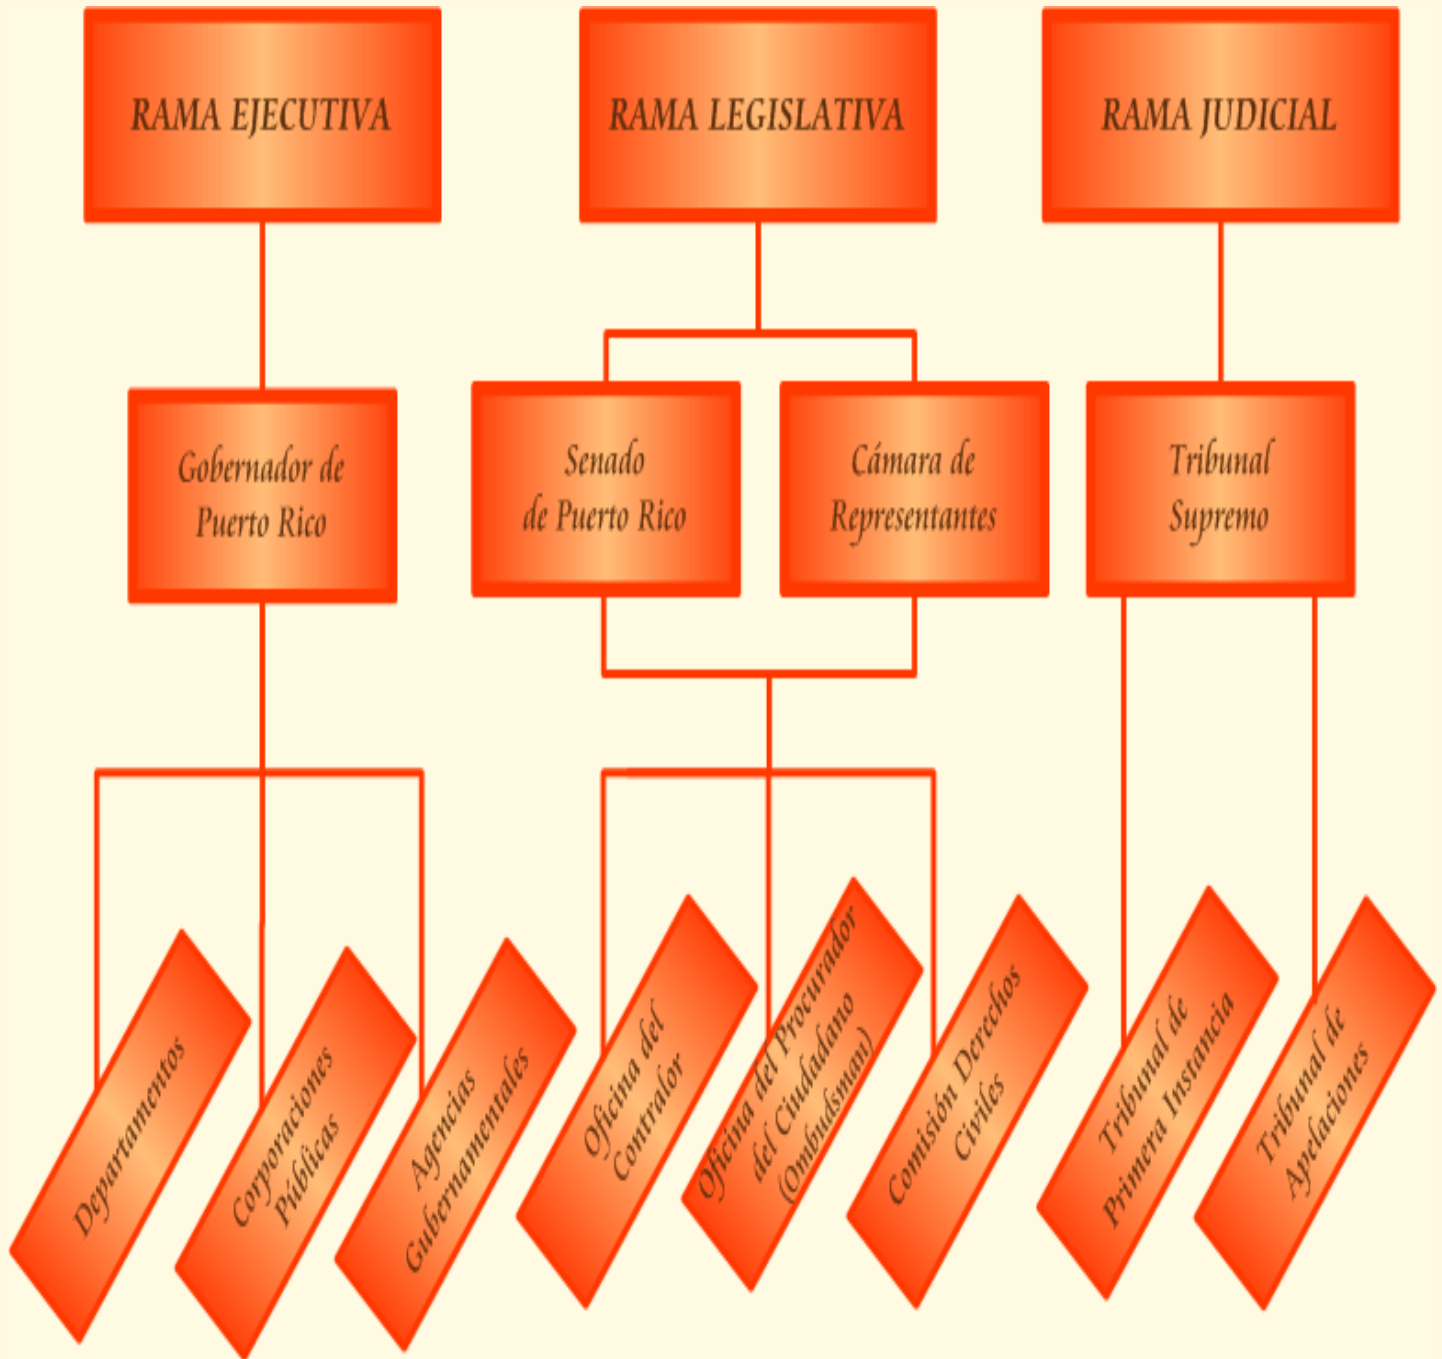 RAMA EJECUTIVA
RAMA LEGISLATIVA
RAMA JUDICIAL
Gobernador de
Puerto Rico
Senado
de Puerto Rico
Cámara de
Representantes
Tribunal
Supremo
Departamentos
Corporaciones
Públicas
Agencias
Gubernamentales
Oficina del
Contralor
Oficina del Procurador
del Ciudadano
(Ombudsman)
Comisión Derechos
Civiles
Tribunal de
Primera Instancia
Tribunal de
Apelaciones